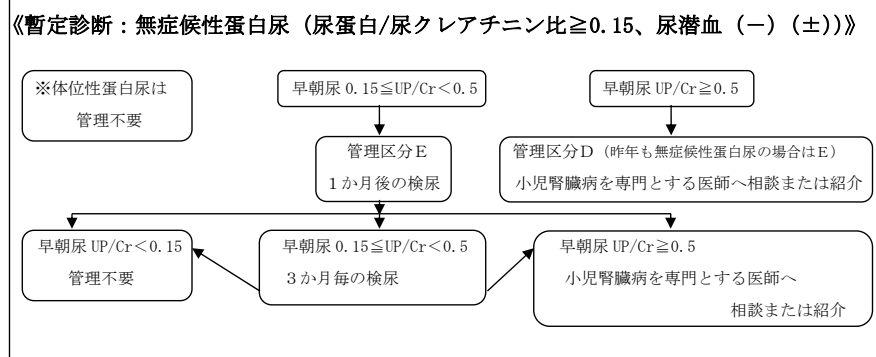 《暫定診断：無症候性蛋白尿（尿蛋白/尿クレアチニン比≧0.15、尿潜血（－）（±））》
※体位性蛋白尿は
管理不要
早朝尿 0.15≦UP/Cr＜0.5
早朝尿 UP/Cr≧0.5
管理区分Ｅ
１か月後の検尿
管理区分Ｄ（昨年も無症候性蛋白尿の場合はＥ）
小児腎臓病を専門とする医師へ相談または紹介
早朝尿 UP/Cr＜0.15
管理不要
早朝尿 0.15≦UP/Cr＜0.5
３か月毎の検尿
早朝尿 UP/Cr≧0.5
小児腎臓病を専門とする医師へ
相談または紹介